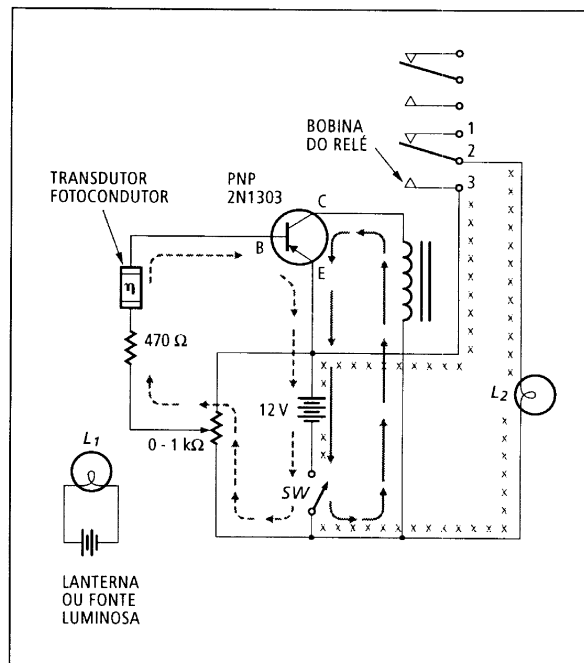 1
2
3
BOBINA
DO RELÉ
TRANSDUTOR
FOTOCONDUTOR
PNP
2N1303
C
B
E
η
470 Ω
0 - 1 kΩ
12 V
SW
L1
L2
LANTERNA
OU FONTE
LUMINOSA